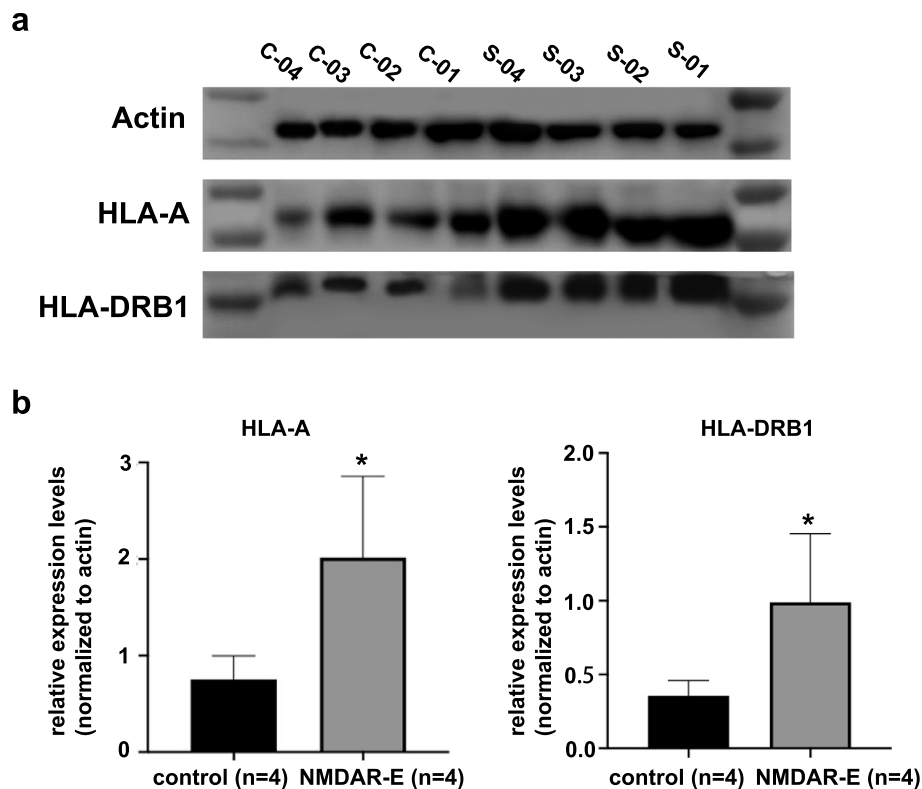 a
C-04 C-03 C-02 C-01 S-04 S-03 S-02 S-01
Actin
HLA-A
HLA-DRB1
b
HLA-A
relative expression levels
(normalized to actin)
3
2
1
0
*
control (n=4) NMDAR-E (n=4)
HLA-DRB1
relative expression levels
(normalized to actin)
2.0
1.5
1.0
0.5
0.0
*
control (n=4) NMDAR-E (n=4)